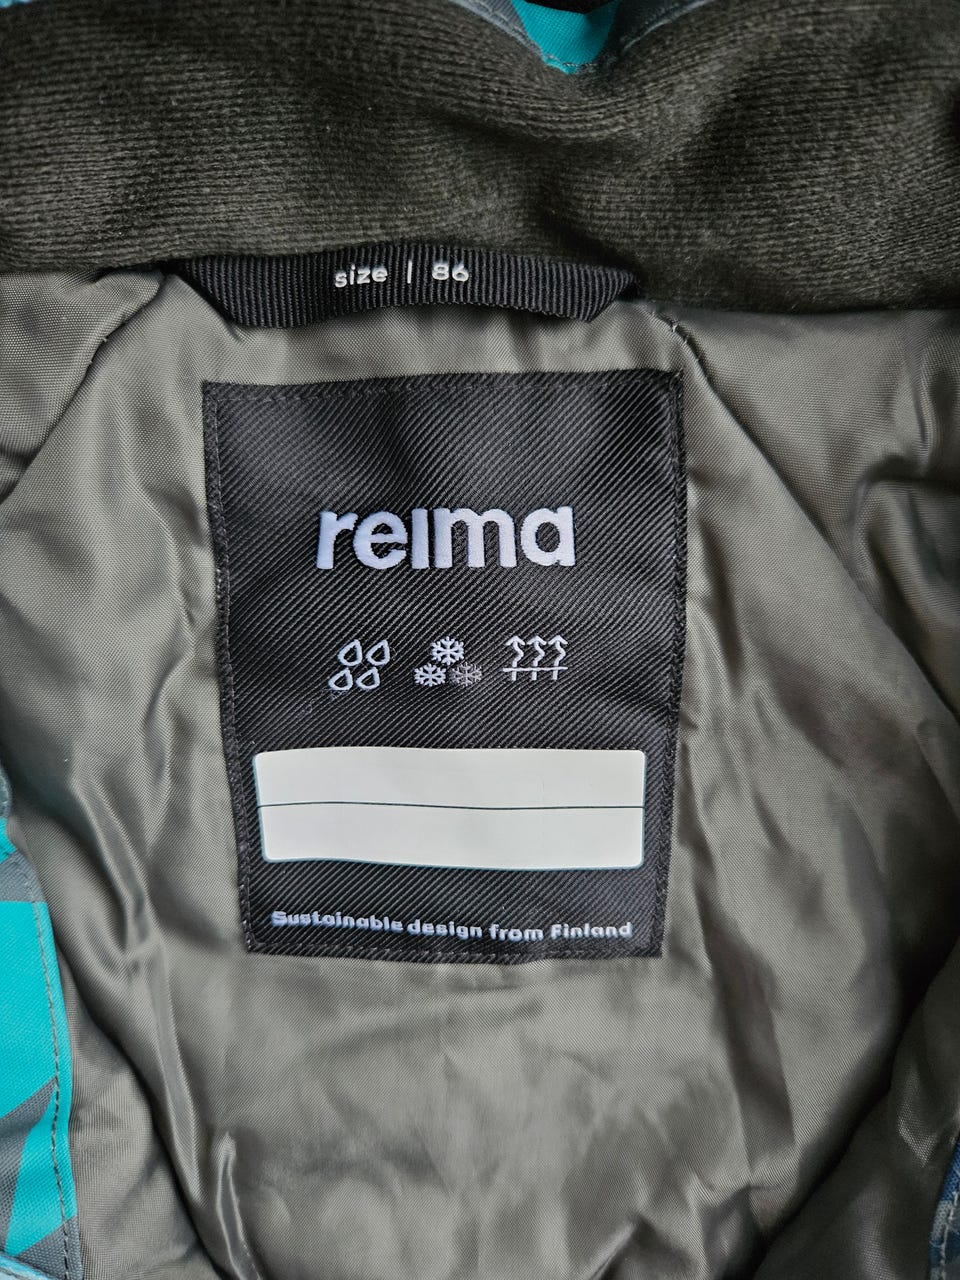 size | 86
reima
Sustainable design from Finland